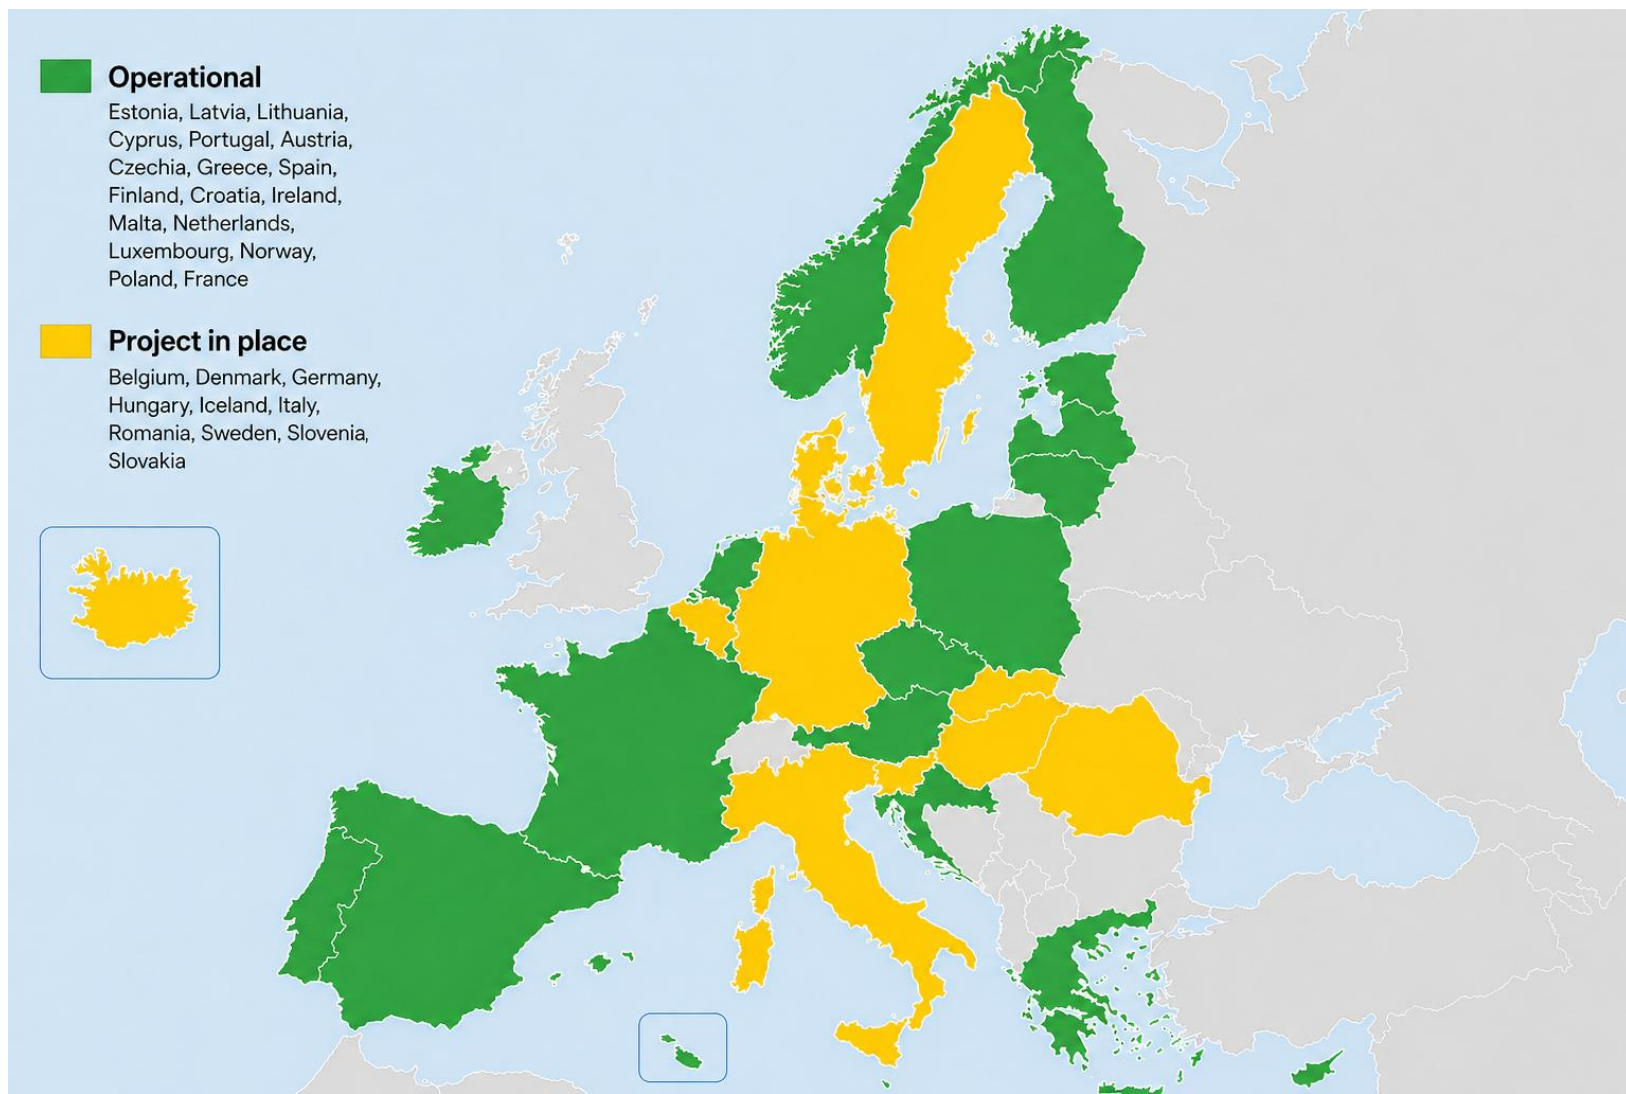 Operational
Estonia, Latvia, Lithuania,
Cyprus, Portugal, Austria,
Czechia, Greece, Spain,
Finland, Croatia, Ireland,
Malta, Netherlands,
Luxembourg, Norway,
Poland, France
Project in place
Belgium, Denmark, Germany,
Hungary, Iceland, Italy,
Romania, Sweden, Slovenia,
Slovakia